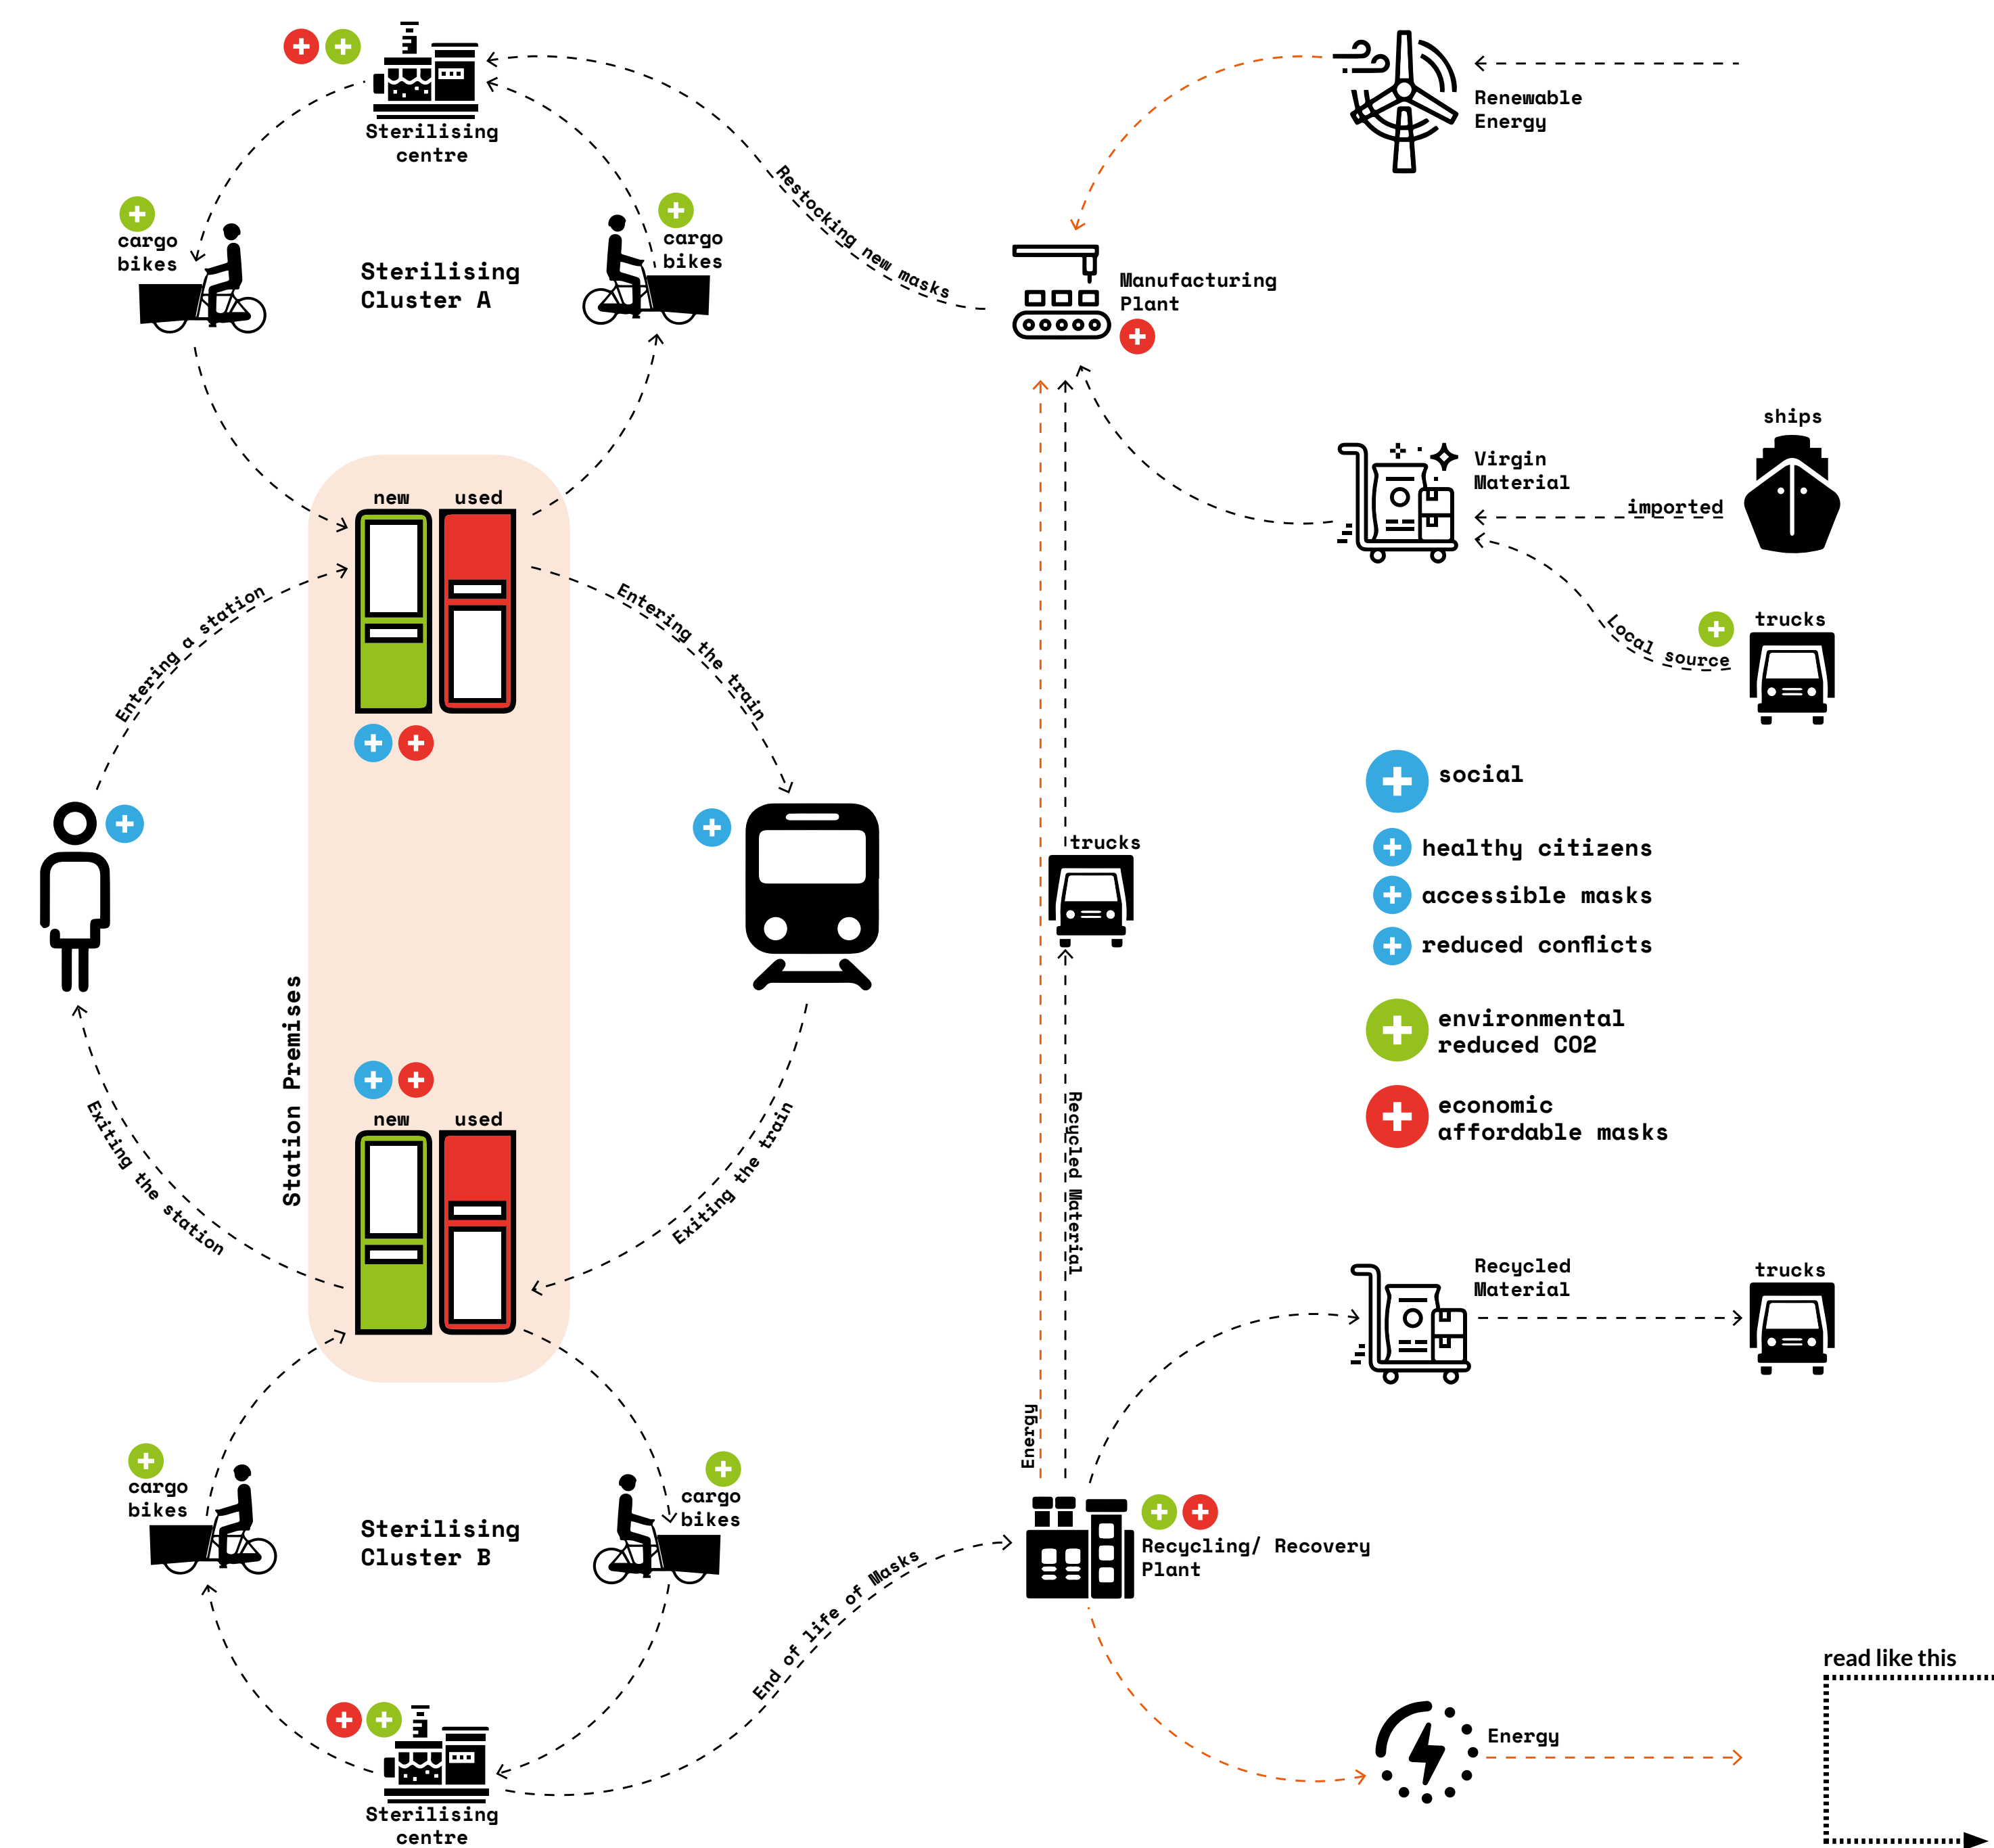 Sterilising
centre
Renewable
Energy
cargo
bikes
cargo
bikes
Sterilising
Cluster A
Restocking new masks
Manufacturing
Plant
ships
Virgin
Material
imported
new
used
Entering a station
Entering the train
Local source
trucks
social
healthy citizens
accessible masks
reduced conflicts
trucks
Station Premises
environmental
reduced CO2
economic
affordable masks
new
used
Exiting the station
Exiting the train
Recycled Material
Energy
Recycled
Material
trucks
cargo
bikes
cargo
bikes
Sterilising
Cluster B
End of life of Masks
Recycling/ Recovery
Plant
Energy
read like this
Sterilising
centre